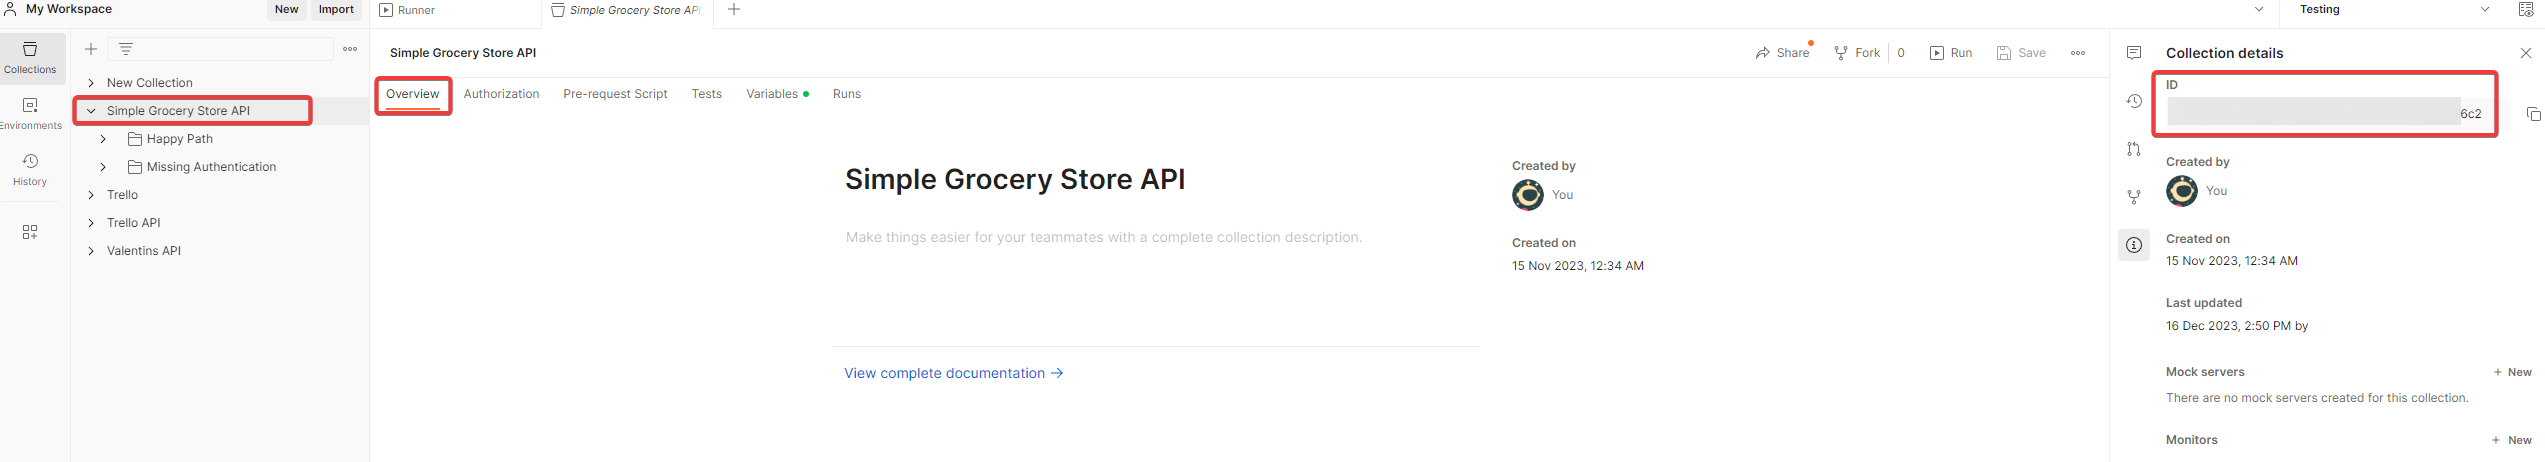 My Workspace
New
Import
Runner
Simple Grocery Store API
Testing
Collections
Environments
History
New Collection
Simple Grocery Store API
Happy Path
Missing Authentication
Trello
Trello API
Valentins API
Simple Grocery Store API
Share
Fork
0
Run
Save
Overview
Authorization
Pre-request Script
Tests
Variables
Runs
Simple Grocery Store API
Make things easier for your teammates with a complete collection description.
View complete documentation →
Created by
You
Created on
15 Nov 2023, 12:34 AM
Collection details
ID
6c2
Created by
You
Created on
15 Nov 2023, 12:34 AM
Last updated
16 Dec 2023, 2:50 PM by
Mock servers
+ New
There are no mock servers created for this collection.
Monitors
+ New